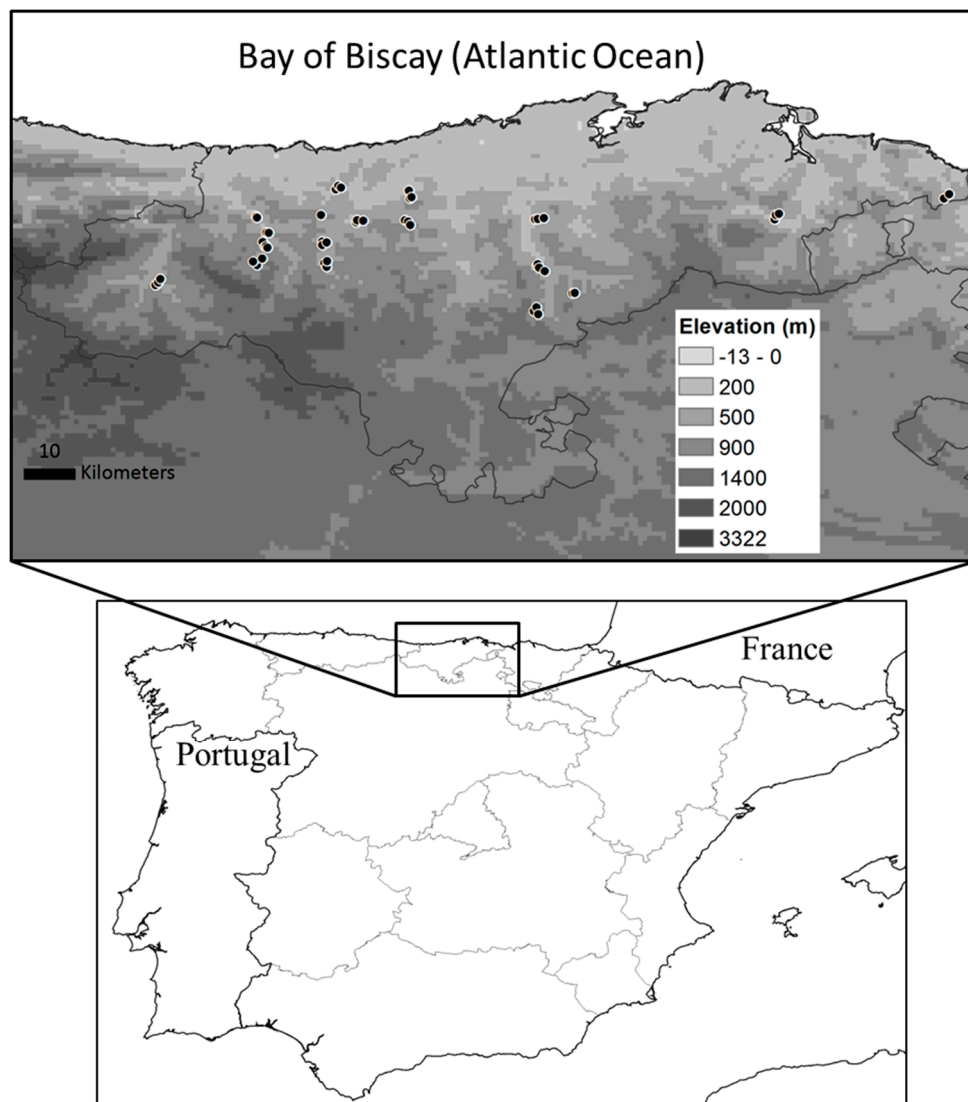 Bay of Biscay (Atlantic Ocean)
Elevation (m)
-13 - 0
200
500
900
1400
2000
3322
10
Kilometers
France
Portugal